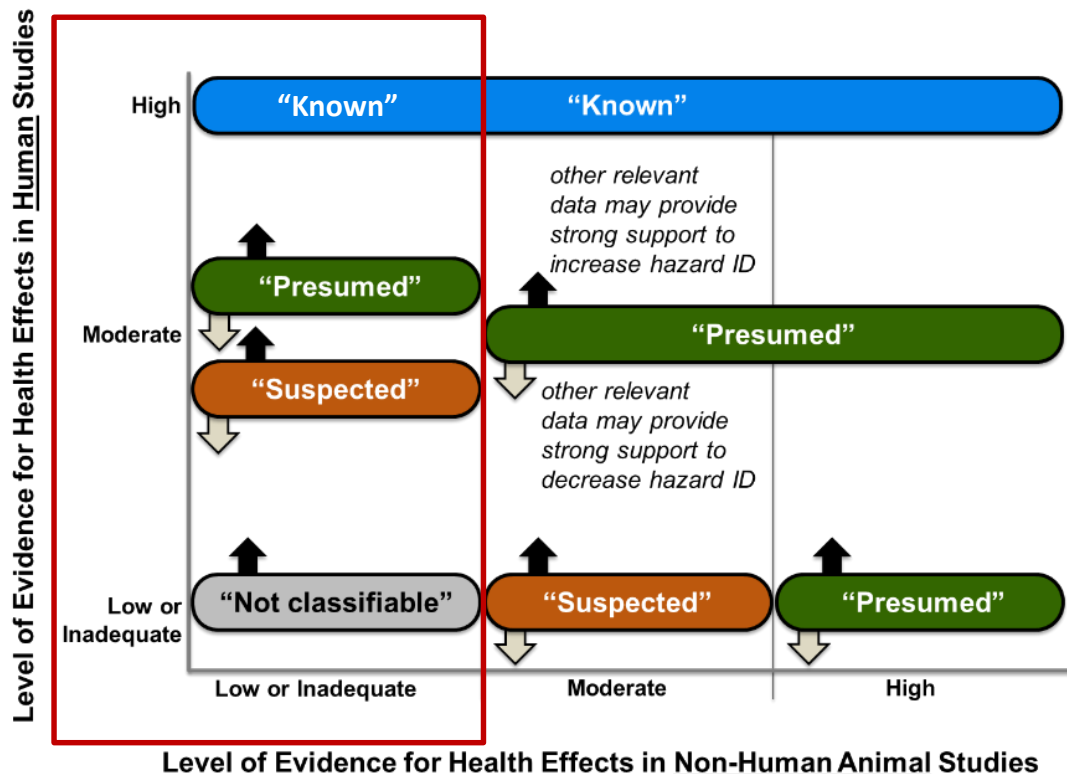 Level of Evidence for Health Effects in Human Studies
High
“Known”
“Known”
other relevant
data may provide
strong support to
increase hazard ID
“Presumed”
Moderate
“Presumed”
“Suspected”
other relevant
data may provide
strong support to
decrease hazard ID
Low or
Inadequate
“Not classifiable”
“Suspected”
“Presumed”
Low or Inadequate
Moderate
High
Level of Evidence for Health Effects in Non-Human Animal Studies